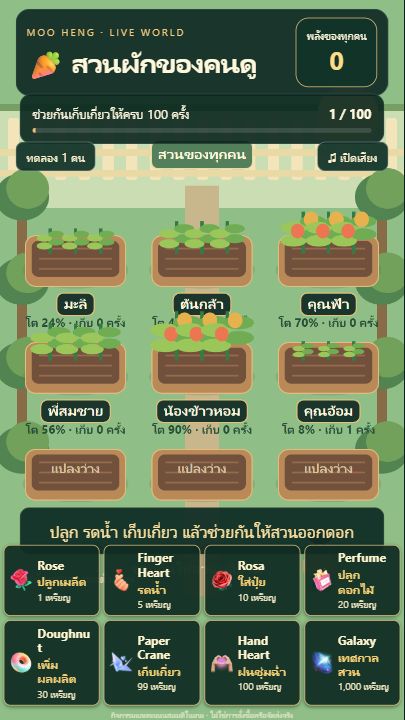 MOO HENG · LIVE WORLD
สวนผักของคนดู
พลังของทุกคน
0
ช่วยกันเก็บเกี่ยวให้ครบ 100 ครั้ง
1 / 100
ทดลอง 1 คน
สวนของทุกคน
♫ เปิดเสียง
มะลิ
ต้นกล้า
คุณฟ้า
โต 24% · เก็บ 0 ครั้ง
โต 70% · เก็บ 0 ครั้ง
พี่สมชาย
น้องข้าวหอม
คุณอ้อม
โต 56% · เก็บ 0 ครั้ง
โต 90% · เก็บ 0 ครั้ง
โต 8% · เก็บ 1 ครั้ง
แปลงว่าง
แปลงว่าง
แปลงว่าง
ปลูก รดน้ำ เก็บเกี่ยว แล้วช่วยกันให้สวนออกดอก
Rose
ปลูกเมล็ด
1 เหรียญ
Finger
Heart
รดน้ำ
5 เหรียญ
Rosa
ใส่ปุ๋ย
10 เหรียญ
Perfume
ปลูก
ดอกไม้
20 เหรียญ
Doughnu
t
เพิ่ม
ผลผลิต
30 เหรียญ
Paper
Crane
เก็บเกี่ยว
99 เหรียญ
Hand
Heart
ฝนชุ่มฉ่ำ
100 เหรียญ
Galaxy
เทศกาล
สวน
1,000 เหรียญ